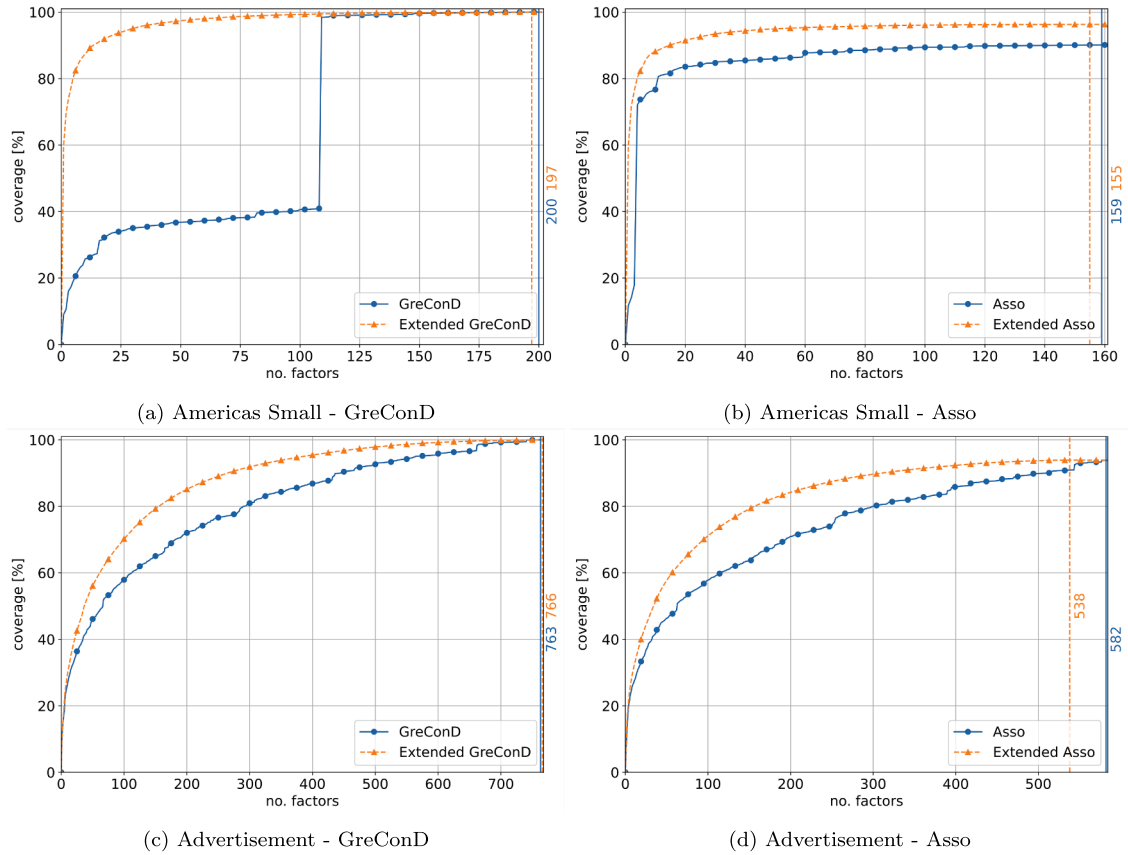 100
80
60
40
20
0
coverage [%]
0 25 50 75 100 125 150 175 200
no. factors
GreConD
Extended GreConD
200 197
(a) Americas Small - GreConD
100
80
60
40
20
0
coverage [%]
0 20 40 60 80 100 120 140 160
no. factors
Asso
Extended Asso
159 155
(b) Americas Small - Asso
100
80
60
40
20
0
coverage [%]
0 100 200 300 400 500 600 700
no. factors
GreConD
Extended GreConD
763 766
(c) Advertisement - GreConD
100
80
60
40
20
0
coverage [%]
0 100 200 300 400 500
no. factors
Asso
Extended Asso
538
582
(d) Advertisement - Asso